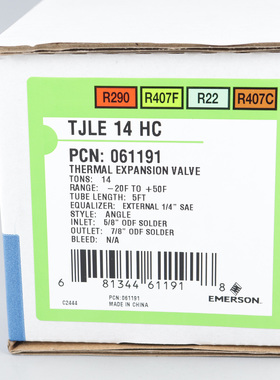 R290 R407F R22 R407C
TJLE 14 HC
PCN: 061191
THERMAL EXPANSION VALVE
TONS: 14
RANGE: -20F TO +50F
TUBE LENGTH: 5FT
EQUALIZER: EXTERNAL 1/4" SAE
STYLE: ANGLE
INLET: 5/8" ODF SOLDER
OUTLET: 7/8" ODF SOLDER
BLEED: N/A
6 81344 61191 8
EMERSON.
PCN:061191
C2444 MADE IN CHINA